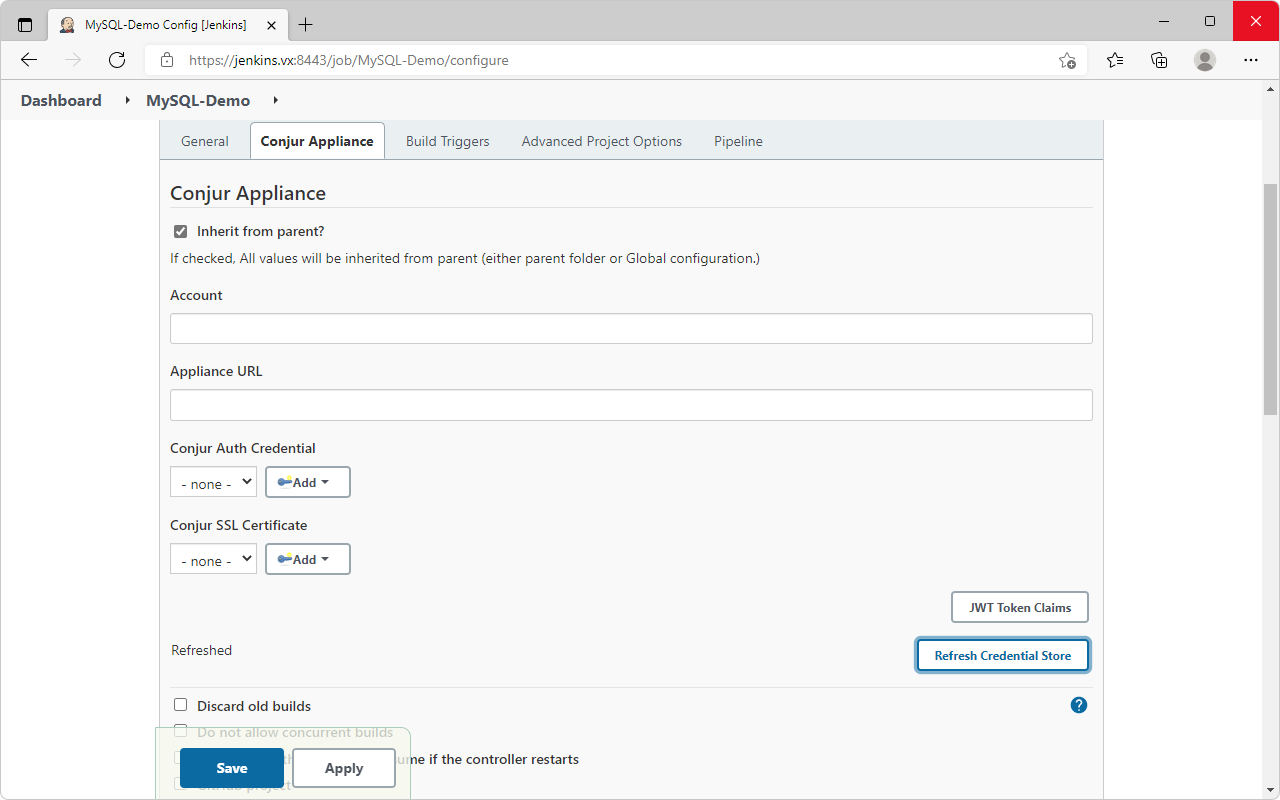 MySQL-Demo Config [Jenkins]
https://jenkins.vx:8443/job/MySQL-Demo/configure
Dashboard MySQL-Demo
General Conjur Appliance Build Triggers Advanced Project Options Pipeline
Conjur Appliance
Inherit from parent?
If checked, All values will be inherited from parent (either parent folder or Global configuration.)
Account
Appliance URL
Conjur Auth Credential
- none - Add
Conjur SSL Certificate
- none - Add
JWT Token Claims
Refreshed Refresh Credential Store
Discard old builds ?
Do not allow concurrent builds
if the controller restarts
Save Apply
GitHub project